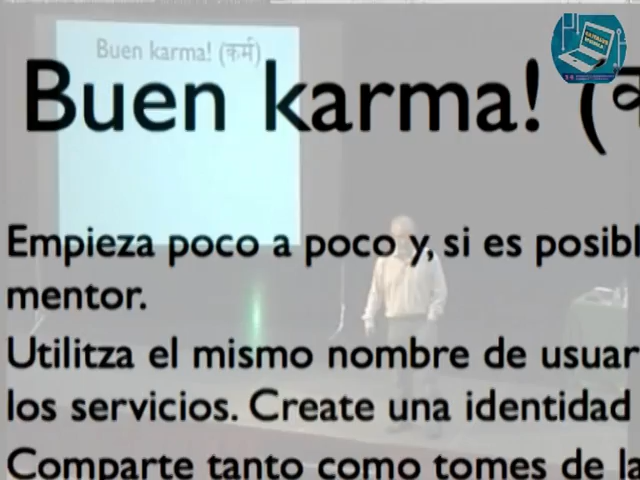 Buen karma! (कर्म)
Buen karma! (
Empieza poco a poco y, si es posibl
mentor.
Utilitza el mismo nombre de usuar
los servicios. Create una identidad
Comparte tanto como tomes de la